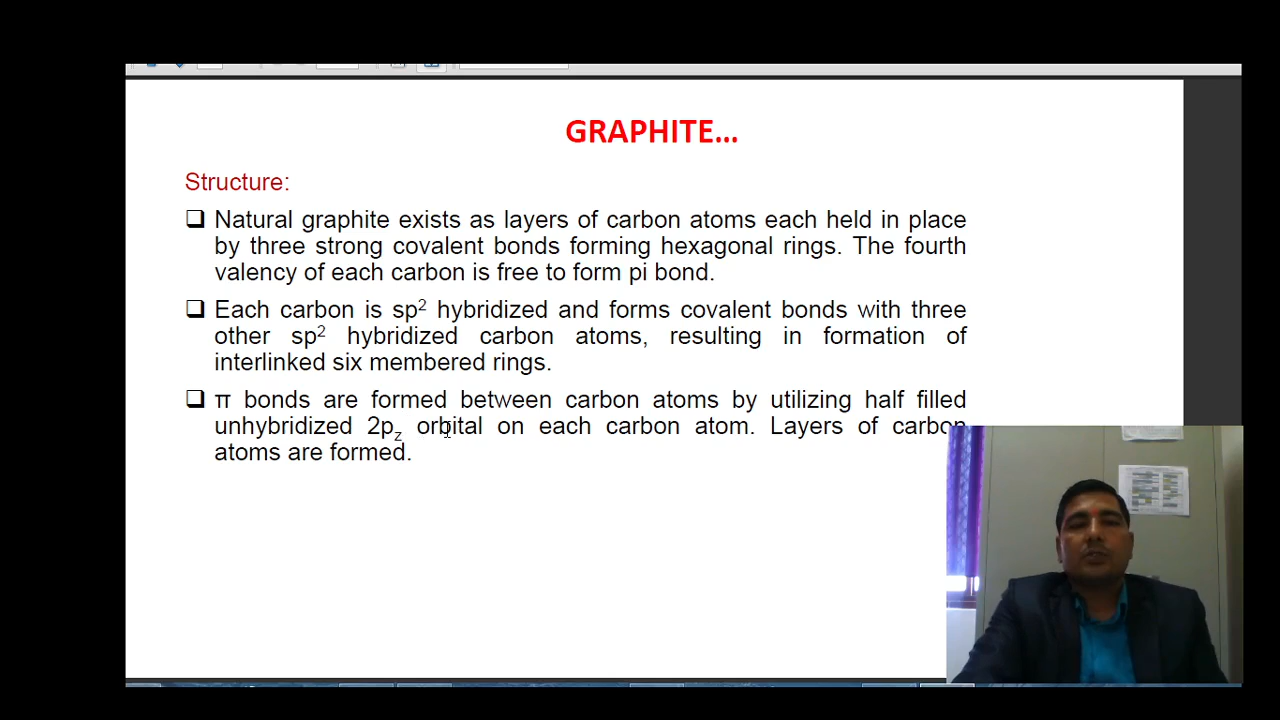 GRAPHITE...
Structure:
❑ Natural graphite exists as layers of carbon atoms each held in place
by three strong covalent bonds forming hexagonal rings. The fourth
valency of each carbon is free to form pi bond.
❑ Each carbon is sp² hybridized and forms covalent bonds with three
other sp² hybridized carbon atoms, resulting in formation of
interlinked six membered rings.
❑ π bonds are formed between carbon atoms by utilizing half filled
unhybridized 2pz orbital on each carbon atom. Layers of carbon
atoms are formed.